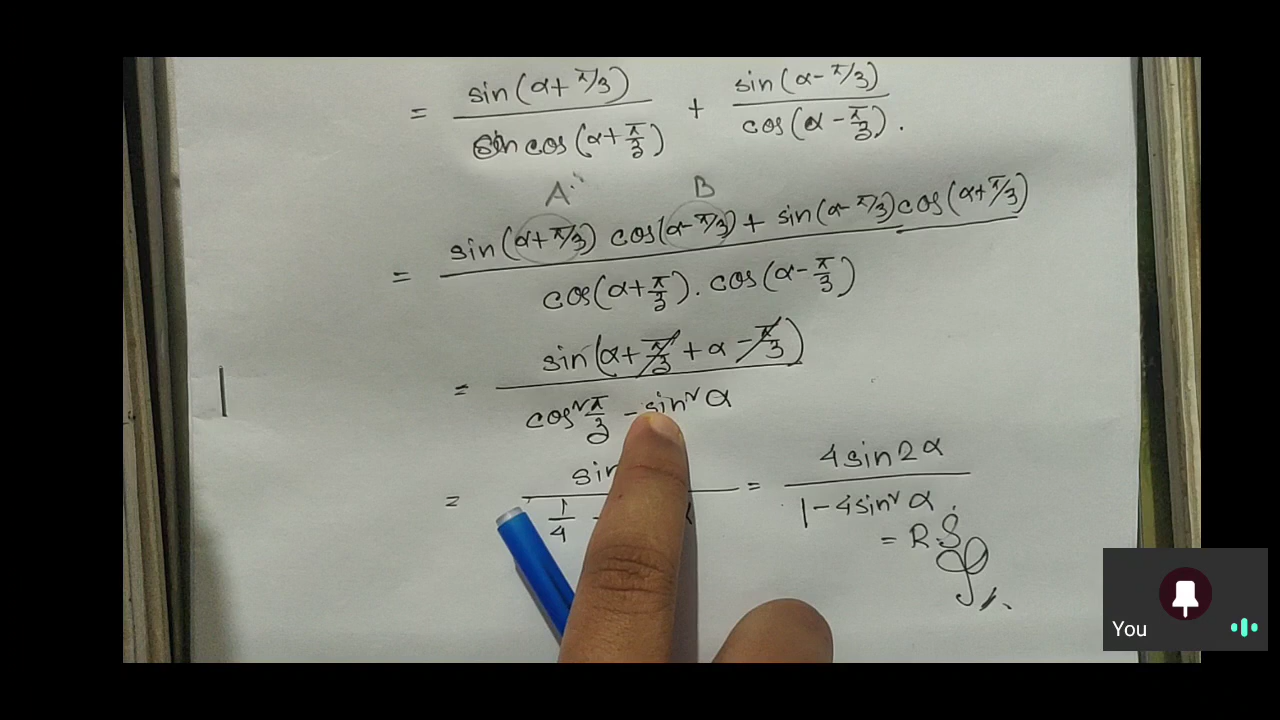 = sin(α+π/3) / cos(α+π/3) + sin(α-π/3) / cos(α-π/3).
A B
= sin(α+π/3) cos(α-π/3) + sin(α-π/3) cos(α+π/3) / cos(α+π/3). cos(α-π/3)
= sin(α+π/3+α-π/3) / cos²π/3 - sin²α
= sin / 1/4 - = 4sin2α / 1-4sin²α.
= R.S
You